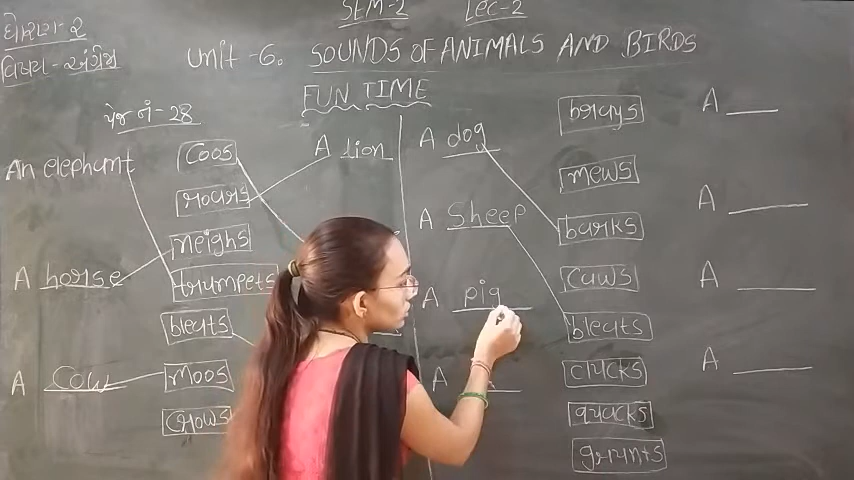 SEM-2 Lec-2
ધોરણ-૨
વિષય-અંગ્રેજી
Unit-6. SOUNDS OF ANIMALS AND BIRDS
FUN TIME
પેજ નં-28
An elephant
A horse
A cow
coos
roars
neighs
trumpets
bleats
moos
crows
A lion
A dog
A sheep
A pig
A
brays
mews
barks
caws
bleats
clucks
quacks
grunts
A
A
A
A